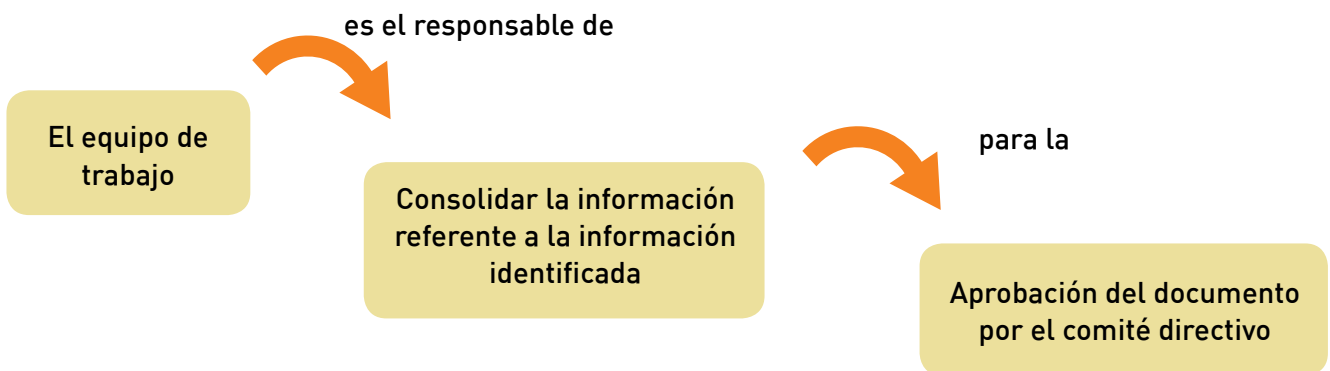 es el responsable de
El equipo de
trabajo
para la
Consolidar la información
referente a la información
identificada
Aprobación del documento
por el comité directivo